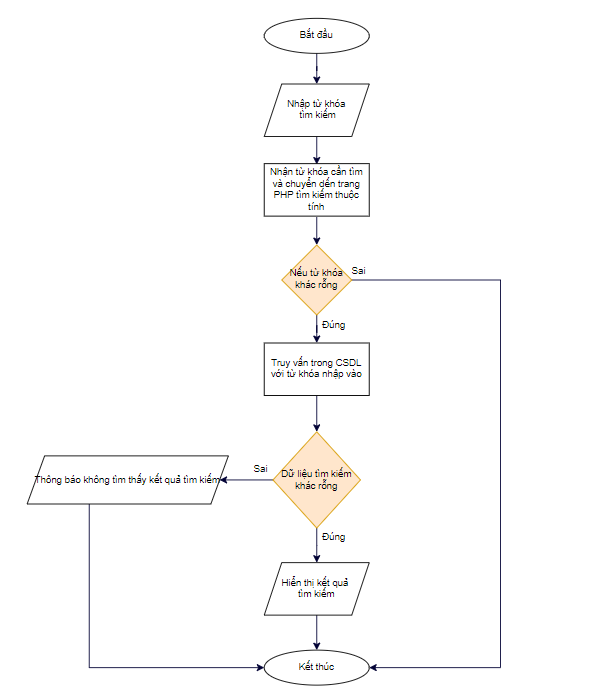 Bắt đầu
Nhập từ khóa
tìm kiếm
Nhận từ khóa cần tìm
và chuyển đến trang
PHP tìm kiếm thuộc
tính
Nếu từ khóa
khác rỗng
Sai
Đúng
Truy vấn trong CSDL
với từ khóa nhập vào
Dữ liệu tìm kiếm
khác rỗng
Sai
Thông báo không tìm thấy kết quả tìm kiếm
Đúng
Hiển thị kết quả
tìm kiếm
Kết thúc